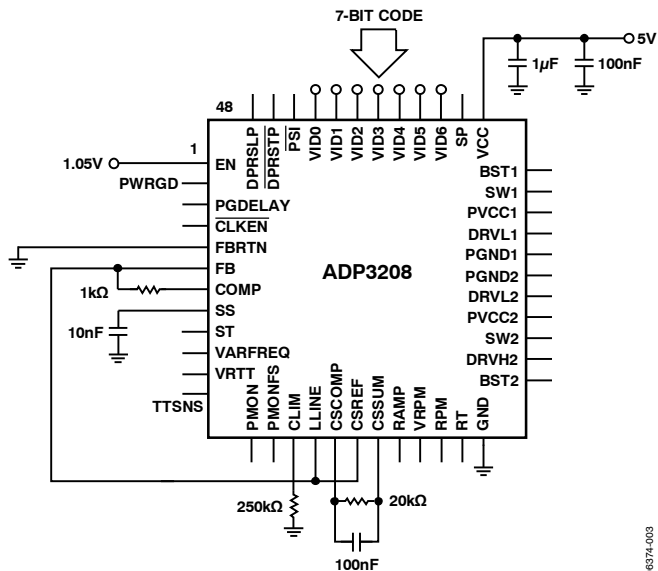 7-BIT CODE
5V
1µF
100nF
48
DPRSLP
DPRSTP
PSI
VID0
VID1
VID2
VID3
VID4
VID5
VID6
SP
VCC
1
1.05V
EN
PWRGD
PGDELAY
CLKEN
FBRTN
FB
COMP
1kΩ
SS
10nF
ST
VARFREQ
VRTT
TTSNS
ADP3208
BST1
SW1
PVCC1
DRVL1
PGND1
PGND2
DRVL2
PVCC2
SW2
DRVH2
BST2
PMON
PMONFS
CLIM
LLINE
CSCOMP
CSREF
CSSUM
RAMP
VRPM
RPM
RT
GND
250kΩ
20kΩ
100nF
6374-003